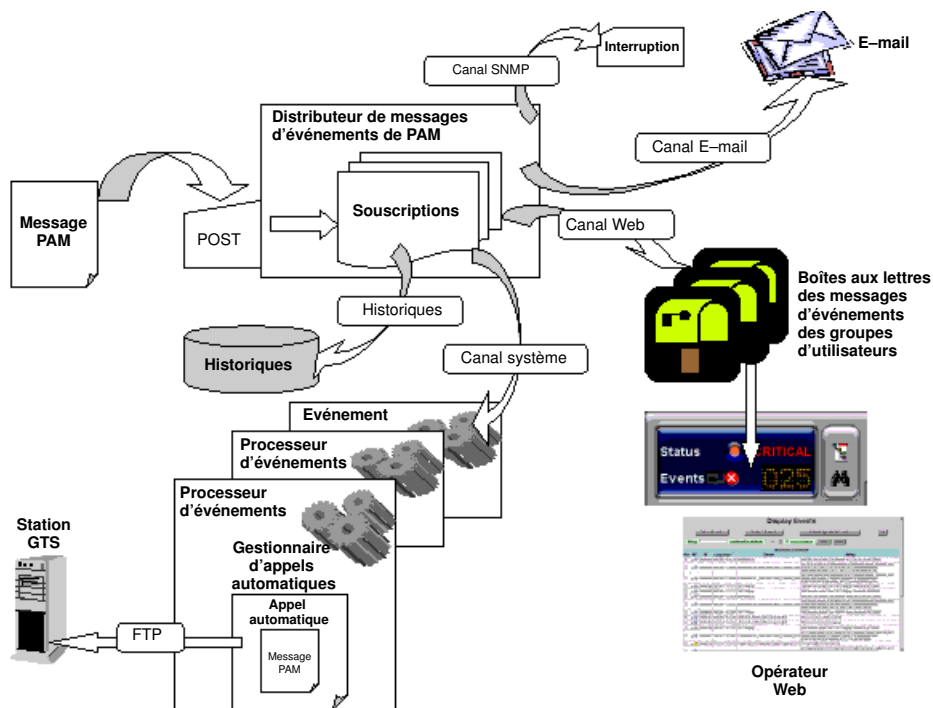 Interruption
E–mail
Canal SNMP
Distributeur de messages
d'événements de PAM
Canal E–mail
Message
PAM
POST
Souscriptions
Canal Web
Boîtes aux lettres
des messages
d'événements
des groupes
d'utilisateurs
Historiques
Historiques
Canal système
Evénement
Processeur
d'événements
Processeur
d'événements
Status
CRITICAL
Events
025
Station
GTS
Gestionnaire
d'appels
automatiques
Appel
automatique
FTP
Message
PAM
Display Events
Opérateur
Web